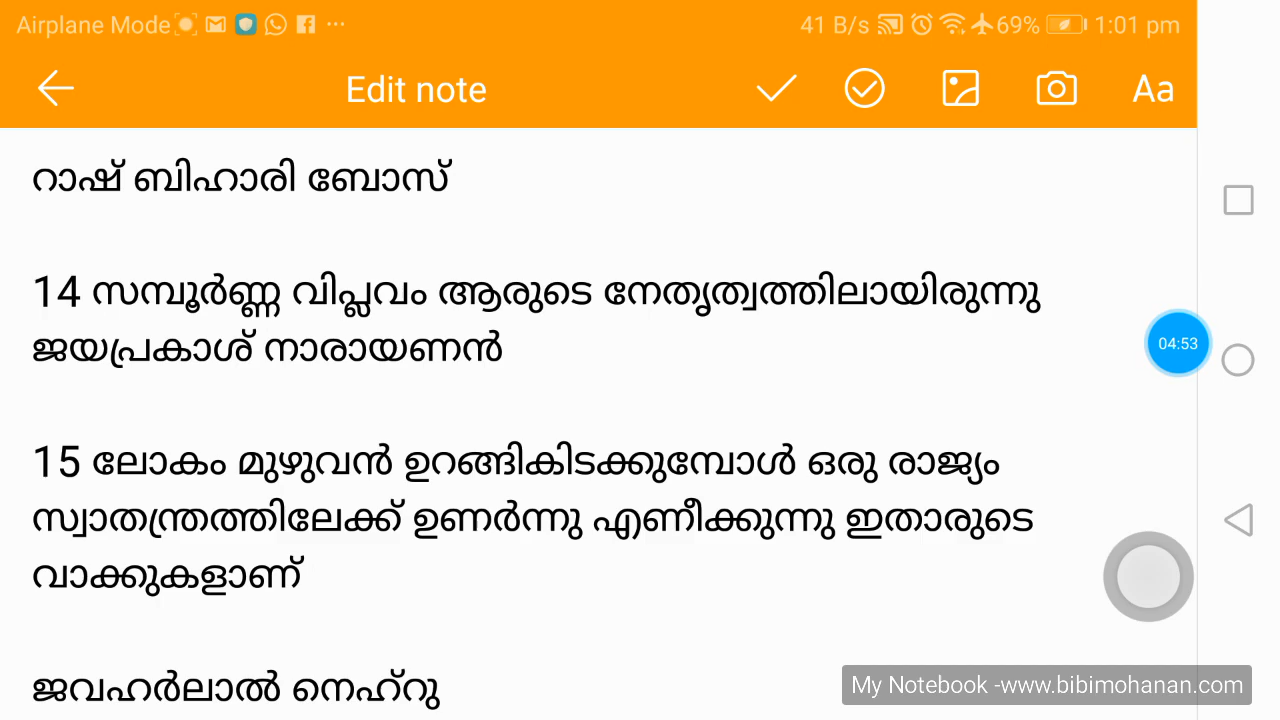 Airplane Mode ... 41 B/s 69% 1:01 pm
Edit note Aa
റാഷ് ബിഹാരി ബോസ്
14 സമ്പൂർണ്ണ വിപ്ലവം ആരുടെ നേതൃത്വത്തിലായിരുന്നു
ജയപ്രകാശ് നാരായണൻ
04:53
15 ലോകം മുഴുവൻ ഉറങ്ങികിടക്കുമ്പോൾ ഒരു രാജ്യം
സ്വാതന്ത്രത്തിലേക്ക് ഉണർന്നു എണീക്കുന്നു ഇതാരുടെ
വാക്കുകളാണ്
ജവഹർലാൽ നെഹ്റു
My Notebook -www.bibimohanan.com